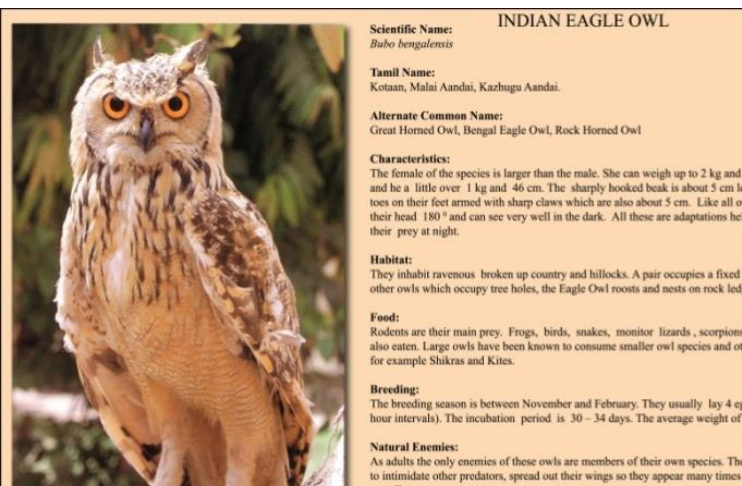 INDIAN EAGLE OWL
Scientific Name:
Bubo bengalensis
Tamil Name:
Kotaan, Malai Aandai, Kazhugu Aandai.
Alternate Common Name:
Great Horned Owl, Bengal Eagle Owl, Rock Horned Owl
Characteristics:
The female of the species is larger than the male. She can weigh up to 2 kg and
and he a little over 1 kg and 46 cm. The sharply hooked beak is about 5 cm
toes on their feet armed with sharp claws which are also about 5 cm. Like all
their head 180 ⁰ and can see very well in the dark. All these are adaptations
their prey at night.
Habitat:
They inhabit ravenous broken up country and hillocks. A pair occupies a fixed
other owls which occupy tree holes, the Eagle Owl roosts and nests on rock
Food:
Rodents are their main prey. Frogs, birds, snakes, monitor lizards , scorpions
also eaten. Large owls have been known to consume smaller owl species and
for example Shikras and Kites.
Breeding:
The breeding season is between November and February. They usually lay 4
hour intervals). The incubation period is 30 – 34 days. The average weight of
Natural Enemies:
As adults the only enemies of these owls are members of their own species.
to intimidate other predators, spread out their wings so they appear many times